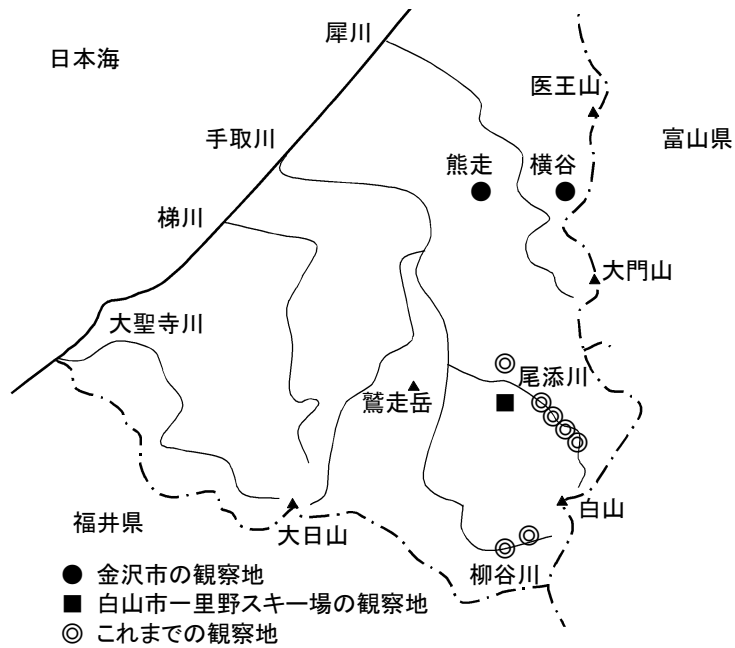 犀川
日本海
医王山
手取川
富山県
熊走
横谷
梯川
大門山
大聖寺川
尾添川
鷲走岳
白山
福井県
大日山
柳谷川
金沢市の観察地
白山市一里野スキー場の観察地
これまでの観察地